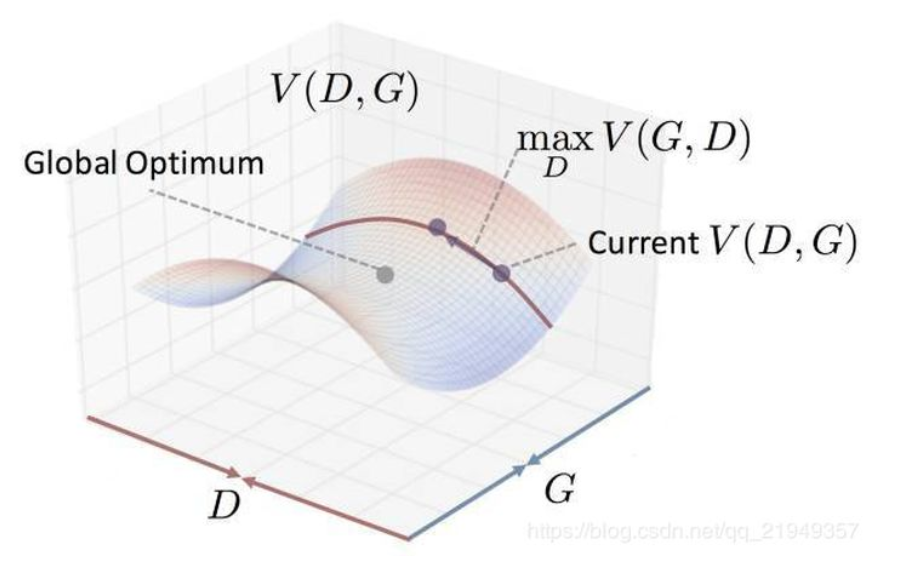 V(D, G)
max V(G, D)
D
Global Optimum
Current V(D, G)
D
G
https://blog.csdn.net/qq_21949357